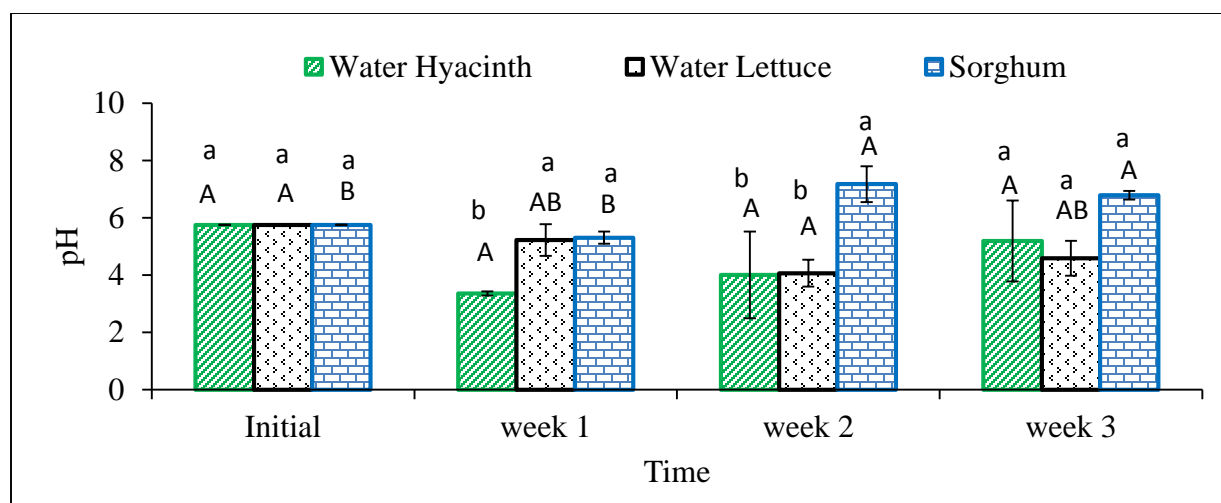 Water Hyacinth Water Lettuce Sorghum
10
8
6
4
2
0
pH
a a a
A A B
b a a
A AB B
b b a
A A A
a a a
A AB A
Initial week 1 week 2 week 3
Time